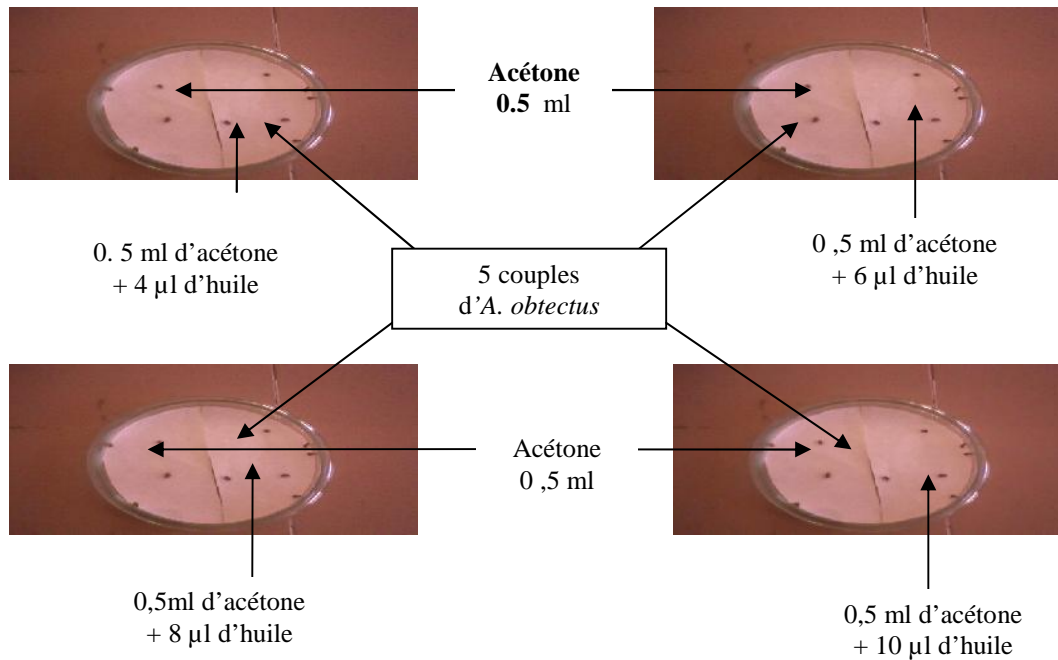 Acétone
0.5 ml
0. 5 ml d’acétone
+ 4 µl d’huile
0 ,5 ml d’acétone
+ 6 µl d’huile
5 couples
d’A. obtectus
Acétone
0 ,5 ml
0,5ml d’acétone
+ 8 µl d’huile
0,5 ml d’acétone
+ 10 µl d’huile